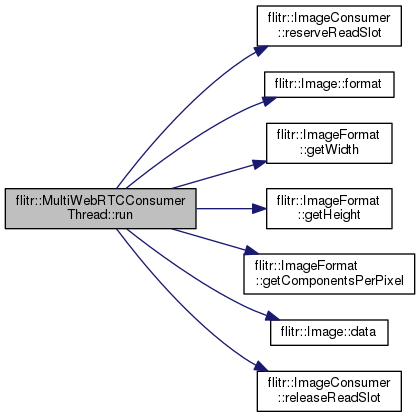 flitr::ImageConsumer
::reserveReadSlot
flitr::Image::format
flitr::ImageFormat
::getWidth
flitr::MultiWebRTCConsumer
Thread::run
flitr::ImageFormat
::getHeight
flitr::ImageFormat
::getComponentsPerPixel
flitr::Image::data
flitr::ImageConsumer
::releaseReadSlot